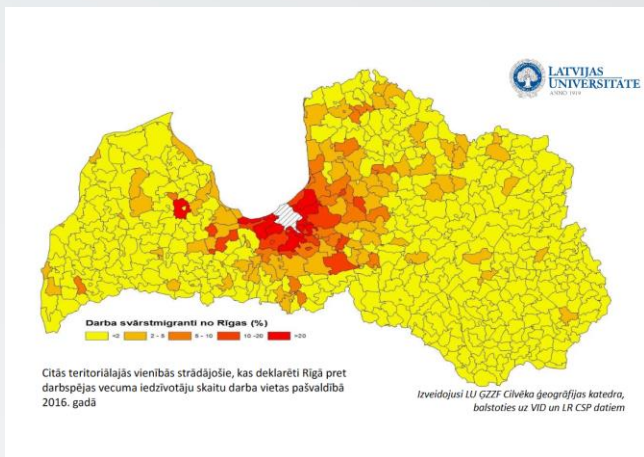 LATVIJAS
UNIVERSITĀTE
ANNO 1919
Darba svārstmigranti no Rīgas (%)
<2
2 - 5
5 - 10
10 -20
>20
Citās teritoriālajās vienībās strādājošie, kas deklarēti Rīgā pret
darbspējas vecuma iedzīvotāju skaitu darba vietas pašvaldībā
2016. gadā
Izveidojusi LU ĢZZF Cilvēka ģeogrāfijas katedra,
balstoties uz VID un LR CSP datiem